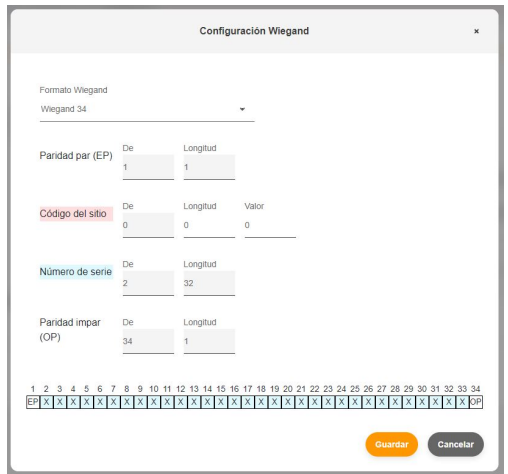 Configuración Wiegand ×
Formato Wiegand
Wiegand 34
Paridad par (EP)
De Longitud
1 1
Código del sitio
De Longitud Valor
0 0 0
Número de serie
De Longitud
2 32
Paridad impar
(OP)
De Longitud
34 1
1 2 3 4 5 6 7 8 9 10 11 12 13 14 15 16 17 18 19 20 21 22 23 24 25 26 27 28 29 30 31 32 33 34
EP X X X X X X X X X X X X X X X X X X X X X X X X X X X X X X X X OP
Guardar Cancelar